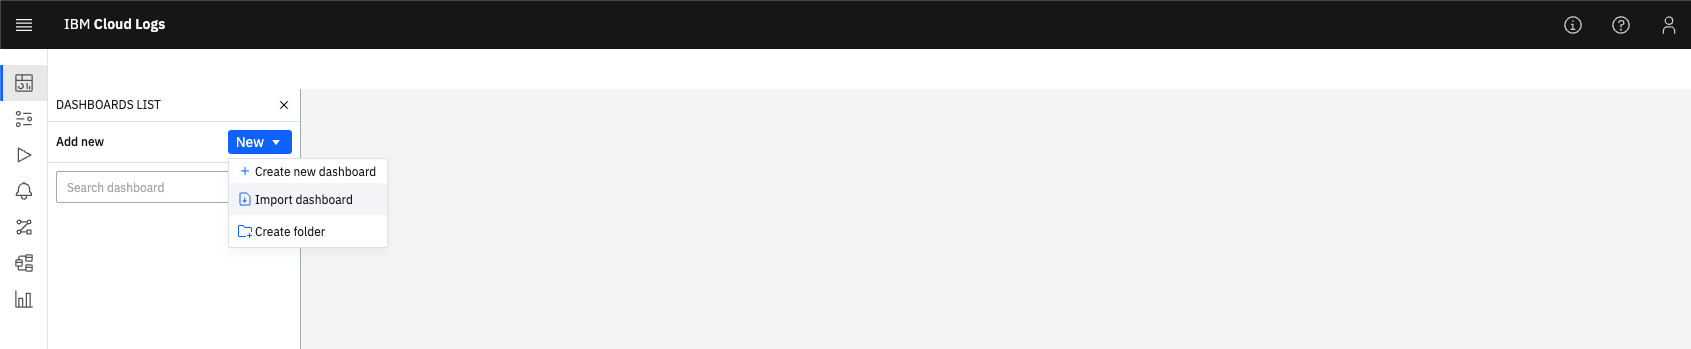 IBM Cloud Logs
DASHBOARDS LIST
Add new
New
Create new dashboard
Search dashboard
Import dashboard
Create folder